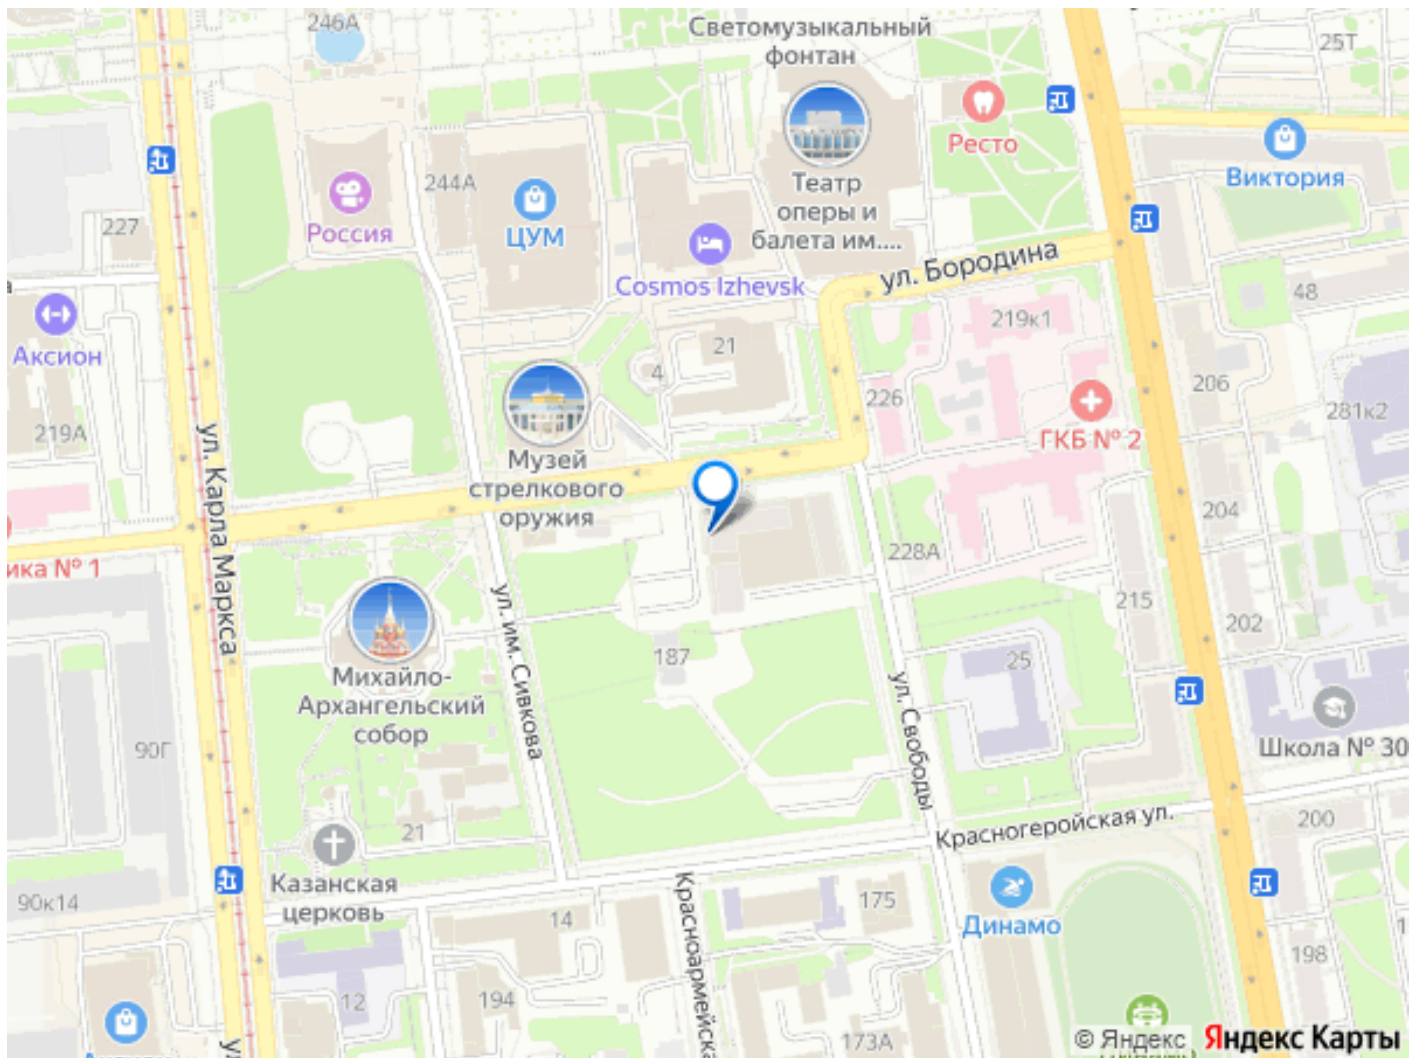 246А
Светомузыкальный
фонтан
25Т
Ресто
244А
Театр
оперы и
балета им....
Виктория
227
Россия
ЦУМ
ул. Бородина
Cosmos Izhevsk
48
219к1
Аксион
21
4
206
226
281к2
219А
ГКБ № 2
ул. Карла Маркса
Музей
стрелкового
оружия
204
228А
ика № 1
215
202
ул. им. Сивкова
187
25
Михайло-
Архангельский
собор
ул. Свободы
90Г
Школа № 30
21
Красногеройская ул.
200
Казанская
церковь
90к14
14
175
Динамо
Красноармейска
198
1
12
194
173А
© Яндекс
Яндекс Карты